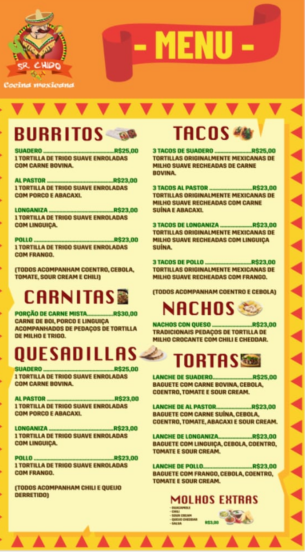 SR. CHIDO
Cocina mexicana
- MENU -
BURRITOS
SUADERO ...R$25,00
1 TORTILLA DE TRIGO SUAVE ENROLADAS
COM CARNE BOVINA.
AL PASTOR ...R$23,00
1 TORTILLA DE TRIGO SUAVE ENROLADAS
COM PORCO E ABACAXI.
LONGANIZA ...R$23,00
1 TORTILLA DE TRIGO SUAVE ENROLADAS
COM LINGUIÇA.
POLLO ...R$23,00
1 TORTILLA DE TRIGO SUAVE ENROLADAS
COM FRANGO.
(TODOS ACOMPANHAM COENTRO, CEBOLA,
TOMATE, SOUR CREAM E CHILI)
CARNITAS
PORÇÃO DE CARNE MISTA...R$30,00
CARNE DE BOI, PORCO E LINGUIÇA
ACOMPANHADOS DE PEDAÇOS DE TORTILLA
DE MILHO E TRIGO.
QUESADILLAS
SUADERO ...R$25,00
1 TORTILLA DE TRIGO SUAVE ENROLADAS
COM CARNE BOVINA.
AL PASTOR ...R$23,00
1 TORTILLA DE TRIGO SUAVE ENROLADAS
COM PORCO E ABACAXI.
LONGANIZA ...R$23,00
1 TORTILLA DE TRIGO SUAVE ENROLADAS
COM LINGUIÇA.
POLLO ...R$23,00
1 TORTILLA DE TRIGO SUAVE ENROLADAS
COM FRANGO.
(TODOS ACOMPANHAM CHILI E QUEIJO
DERRETIDO)
TACOS
3 TACOS DE SUADERO ...R$25,00
TORTILLAS ORIGINALMENTE MEXICANAS DE
MILHO SUAVE RECHEADAS DE CARNE
BOVINA.
3 TACOS AL PASTOR ...R$23,00
TORTILLAS ORIGINALMENTE MEXICANAS DE
MILHO SUAVE RECHEADAS COM CARNE
SUÍNA E ABACAXI.
3 TACOS DE LONGANIZA ...R$23,00
TORTILLAS ORIGINALMENTE MEXICANAS DE
MILHO SUAVE RECHEADAS COM LINGUIÇA
SUÍNA.
3 TACOS DE POLLO ...R$23,00
TORTILLAS ORIGINALMENTE MEXICANAS DE
MILHO SUAVE RECHEADAS COM FRANGO.
(TODOS ACOMPANHAM COENTRO E CEBOLA)
NACHOS
NACHOS CON QUESO ...R$23,00
TRADICIONAIS PEDAÇOS DE TORTILLA DE
MILHO CROCANTE COM CHILI E CHEDDAR.
TORTAS
LANCHE DE SUADERO...R$25,00
BAGUETE COM CARNE BOVINA, CEBOLA,
COENTRO, TOMATE E SOUR CREAM.
LANCHE DE AL PASTOR...R$23,00
BAGUETE COM CARNE SUÍNA, CEBOLA,
COENTRO, TOMATE, ABACAXI E SOUR CREAM.
LANCHE DE LONGANIZA...R$23,00
BAGUETE COM LINGUIÇA, CEBOLA, COENTRO,
TOMATE E SOUR CREAM.
LANCHE DE POLLO...R$23,00
BAGUETE COM FRANGO, CEBOLA, COENTRO,
TOMATE E SOUR CREAM.
MOLHOS EXTRAS
- GUACAMOLE
- CHILI
- SOUR CREAM
- QUESO CHEDDAR
- SALSA